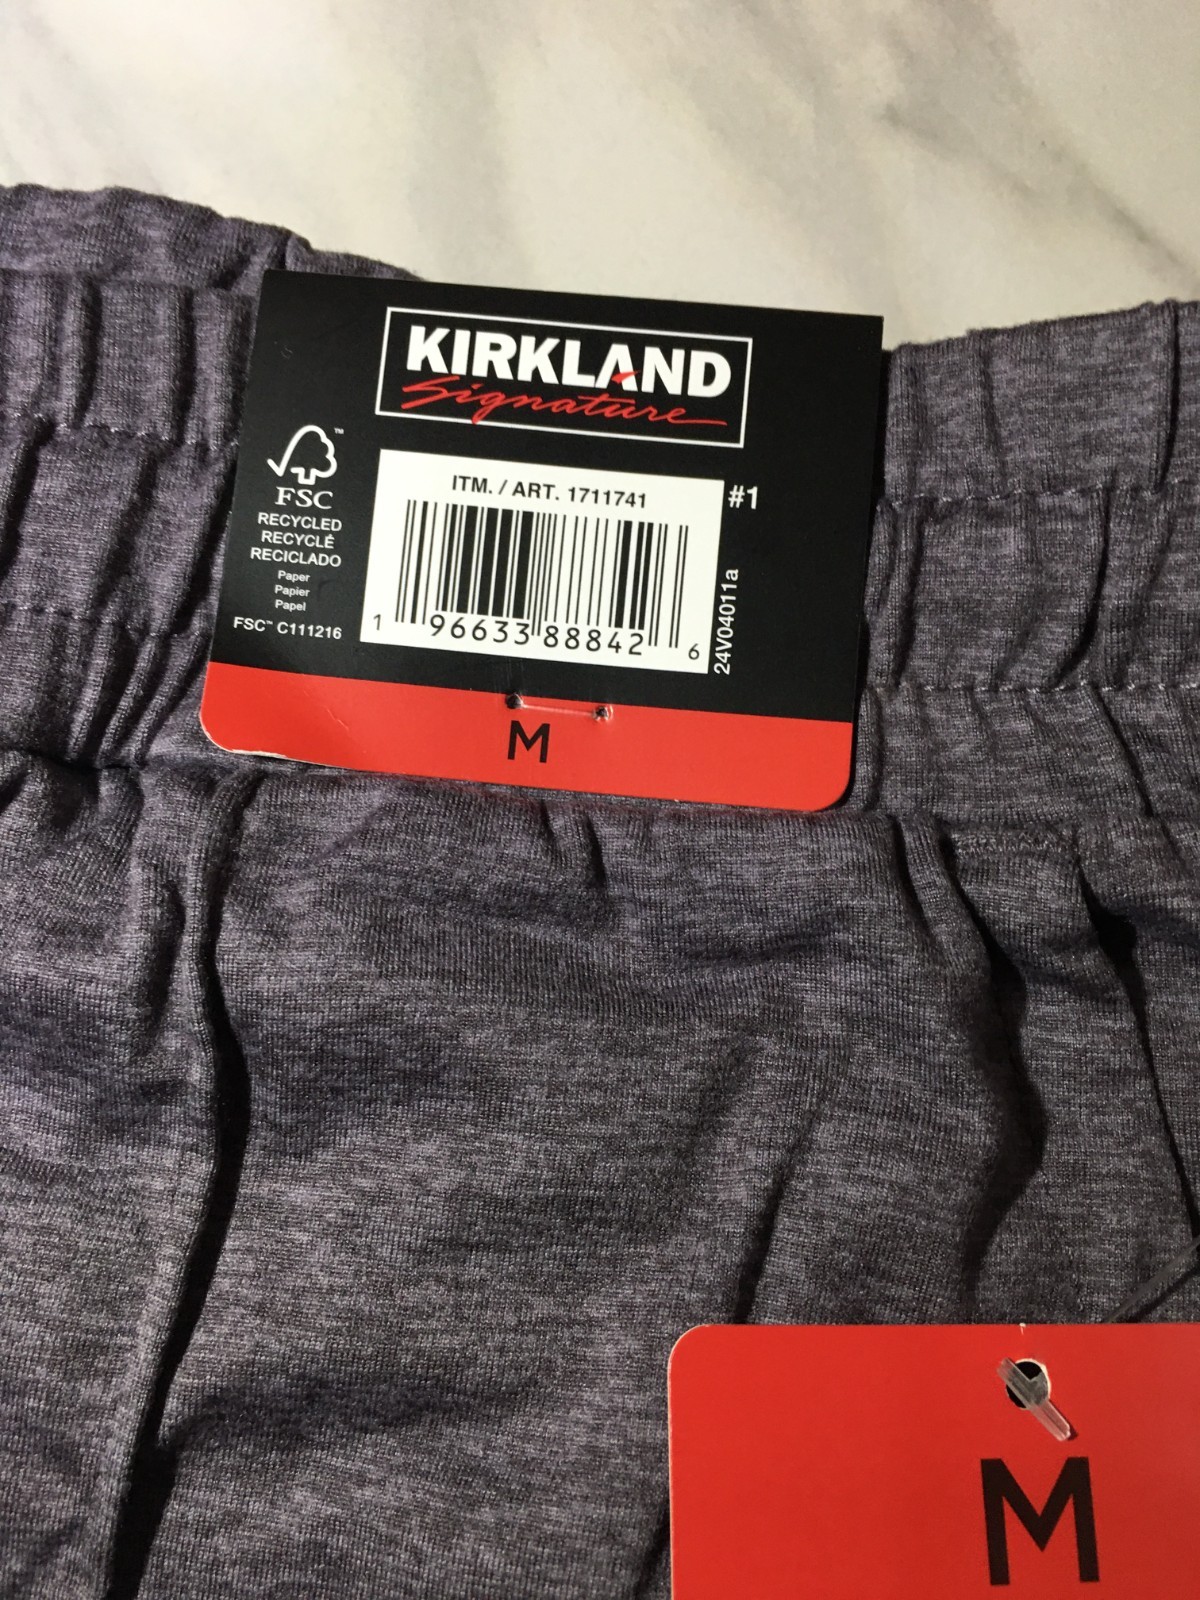 KIRKLAND
Signature
ITM. / ART. 1711741
#1
1 96633 88842 6
24V04011a
™
FSC
RECYCLED
RECYCLÉ
RECICLADO
Paper
Papier
Papel
FSC™ C111216
M
M